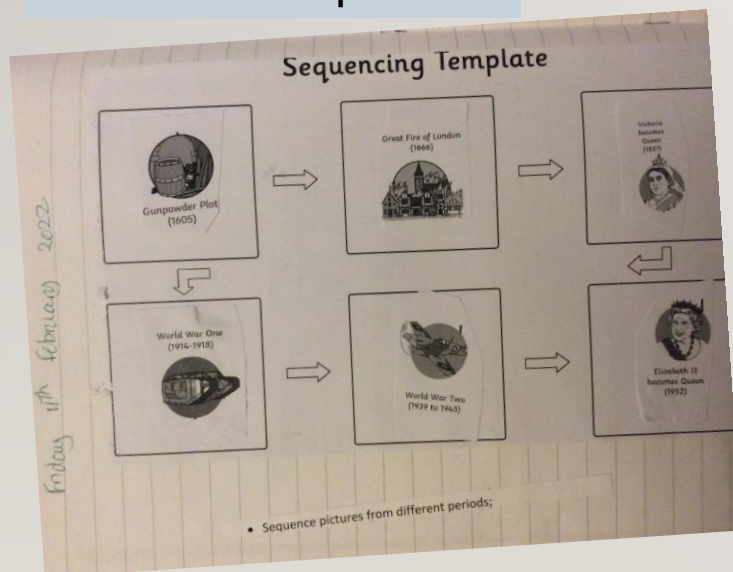 Sequencing Template
Gunpowder Plot
(1605)
Great Fire of London
(1666)
Victoria
becomes
Queen
(1837)
World War One
(1914-1918)
World War Two
(1939 to 1945)
Elizabeth II
becomes Queen
(1952)
• Sequence pictures from different periods;
Friday 11th February 2022